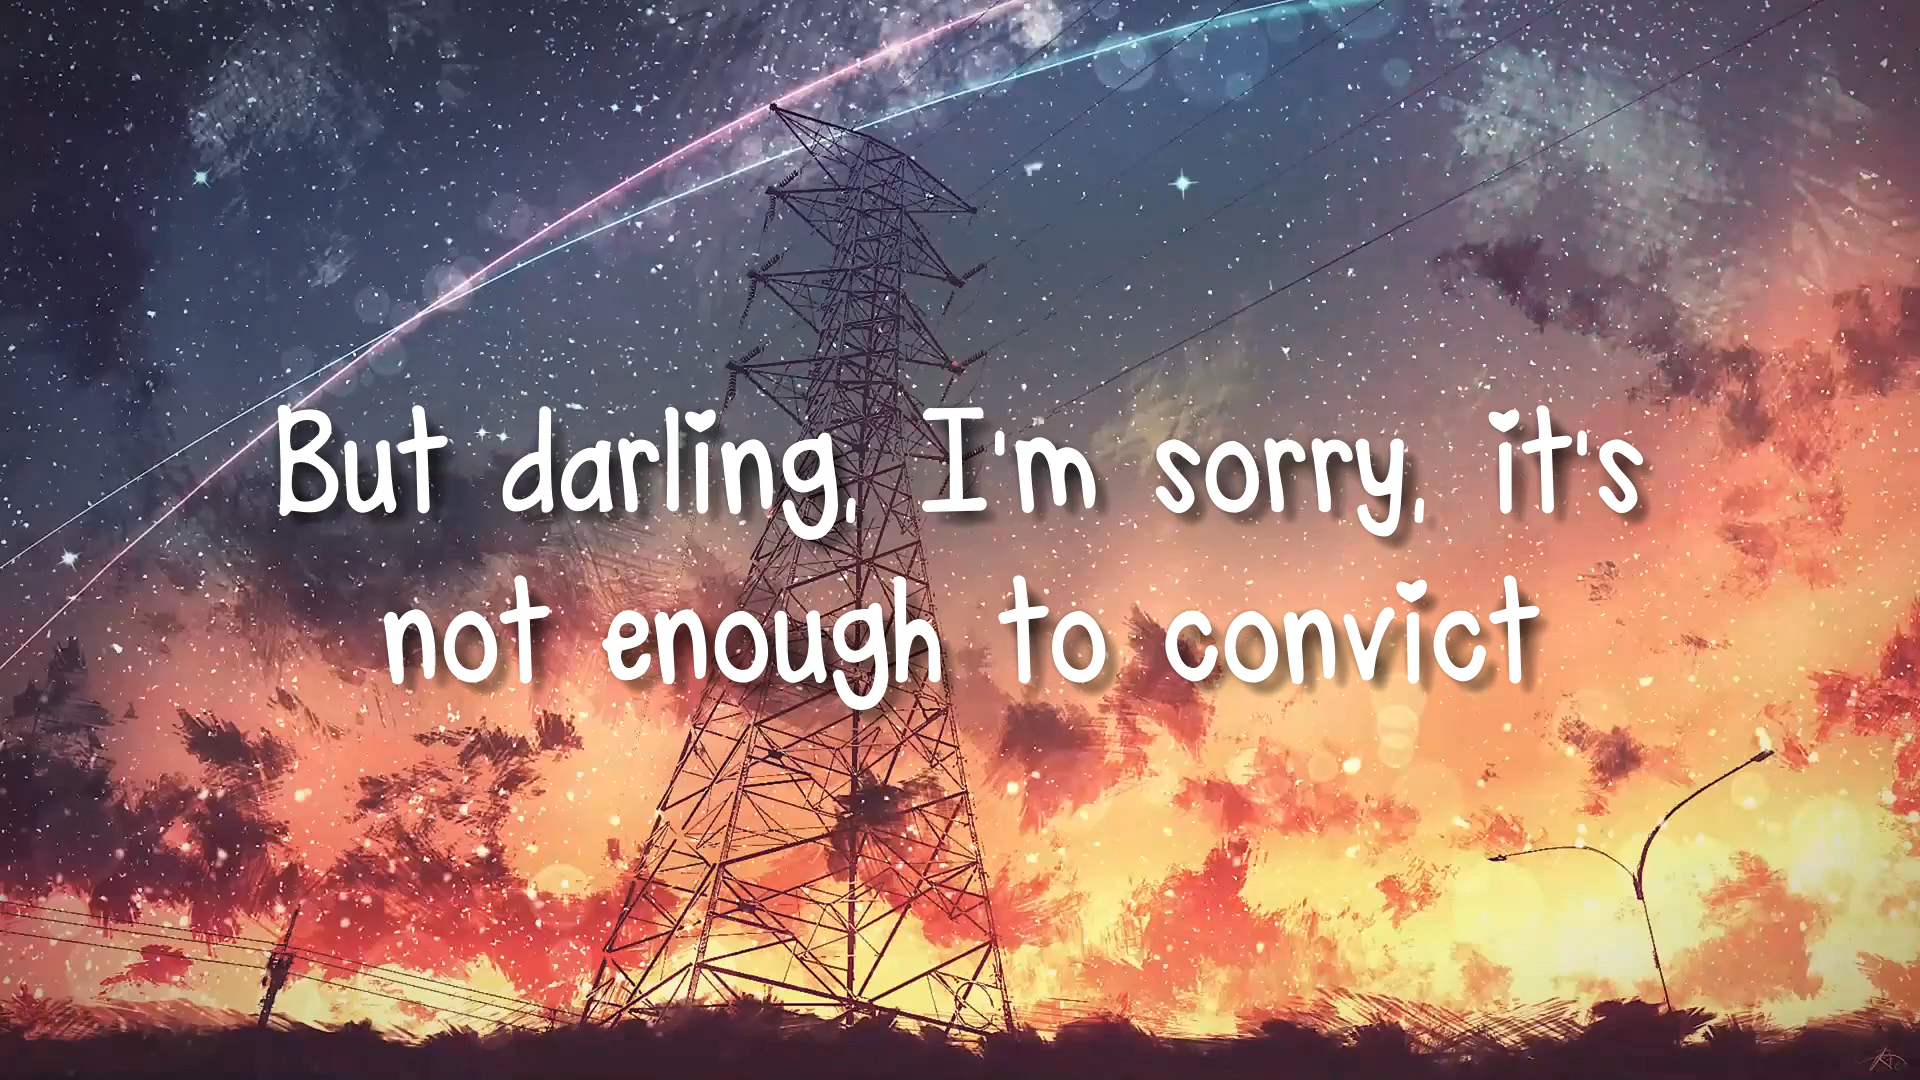 But darling, I'm sorry, it's
not enough to convict